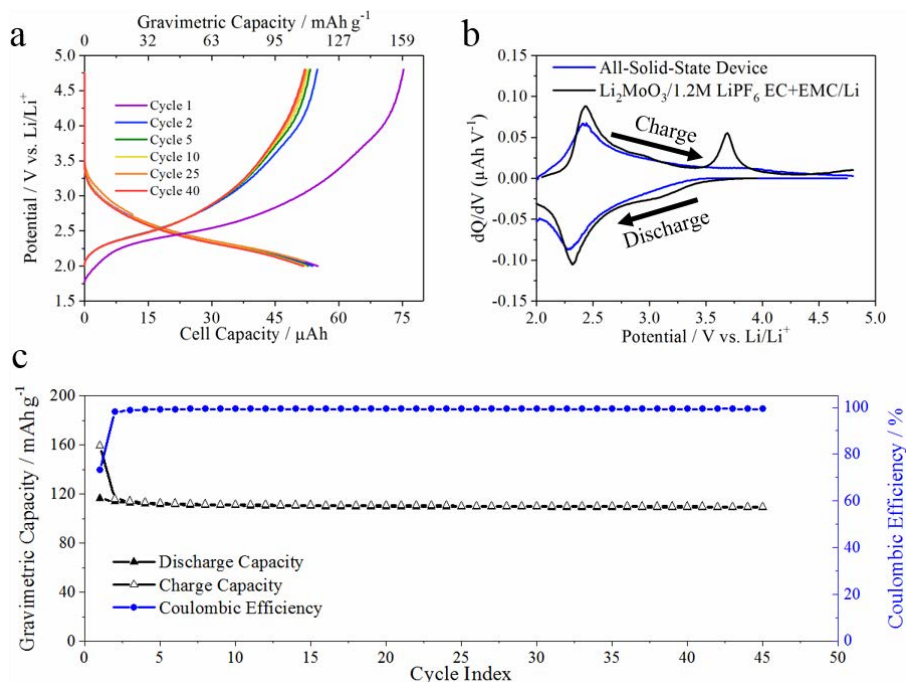 a
Gravimetric Capacity / mAh g⁻¹
0 32 63 95 127 159
5.0
4.5
4.0
3.5
3.0
2.5
2.0
1.5
Potential / V vs. Li/Li⁺
Cycle 1
Cycle 2
Cycle 5
Cycle 10
Cycle 25
Cycle 40
0 15 30 45 60 75
Cell Capacity / µAh
b
0.15
0.10
0.05
0.00
-0.05
-0.10
-0.15
dQ/dV (µAh V⁻¹)
All-Solid-State Device
Li₂MoO₃/1.2M LiPF₆ EC+EMC/Li
Charge
Discharge
2.0 2.5 3.0 3.5 4.0 4.5 5.0
Potential / V vs. Li/Li⁺
c
200
160
120
80
40
0
Gravimetric Capacity / mAh g⁻¹
Discharge Capacity
Charge Capacity
Coulombic Efficiency
100
80
60
40
20
0
Coulombic Efficiency / %
0 5 10 15 20 25 30 35 40 45 50
Cycle Index